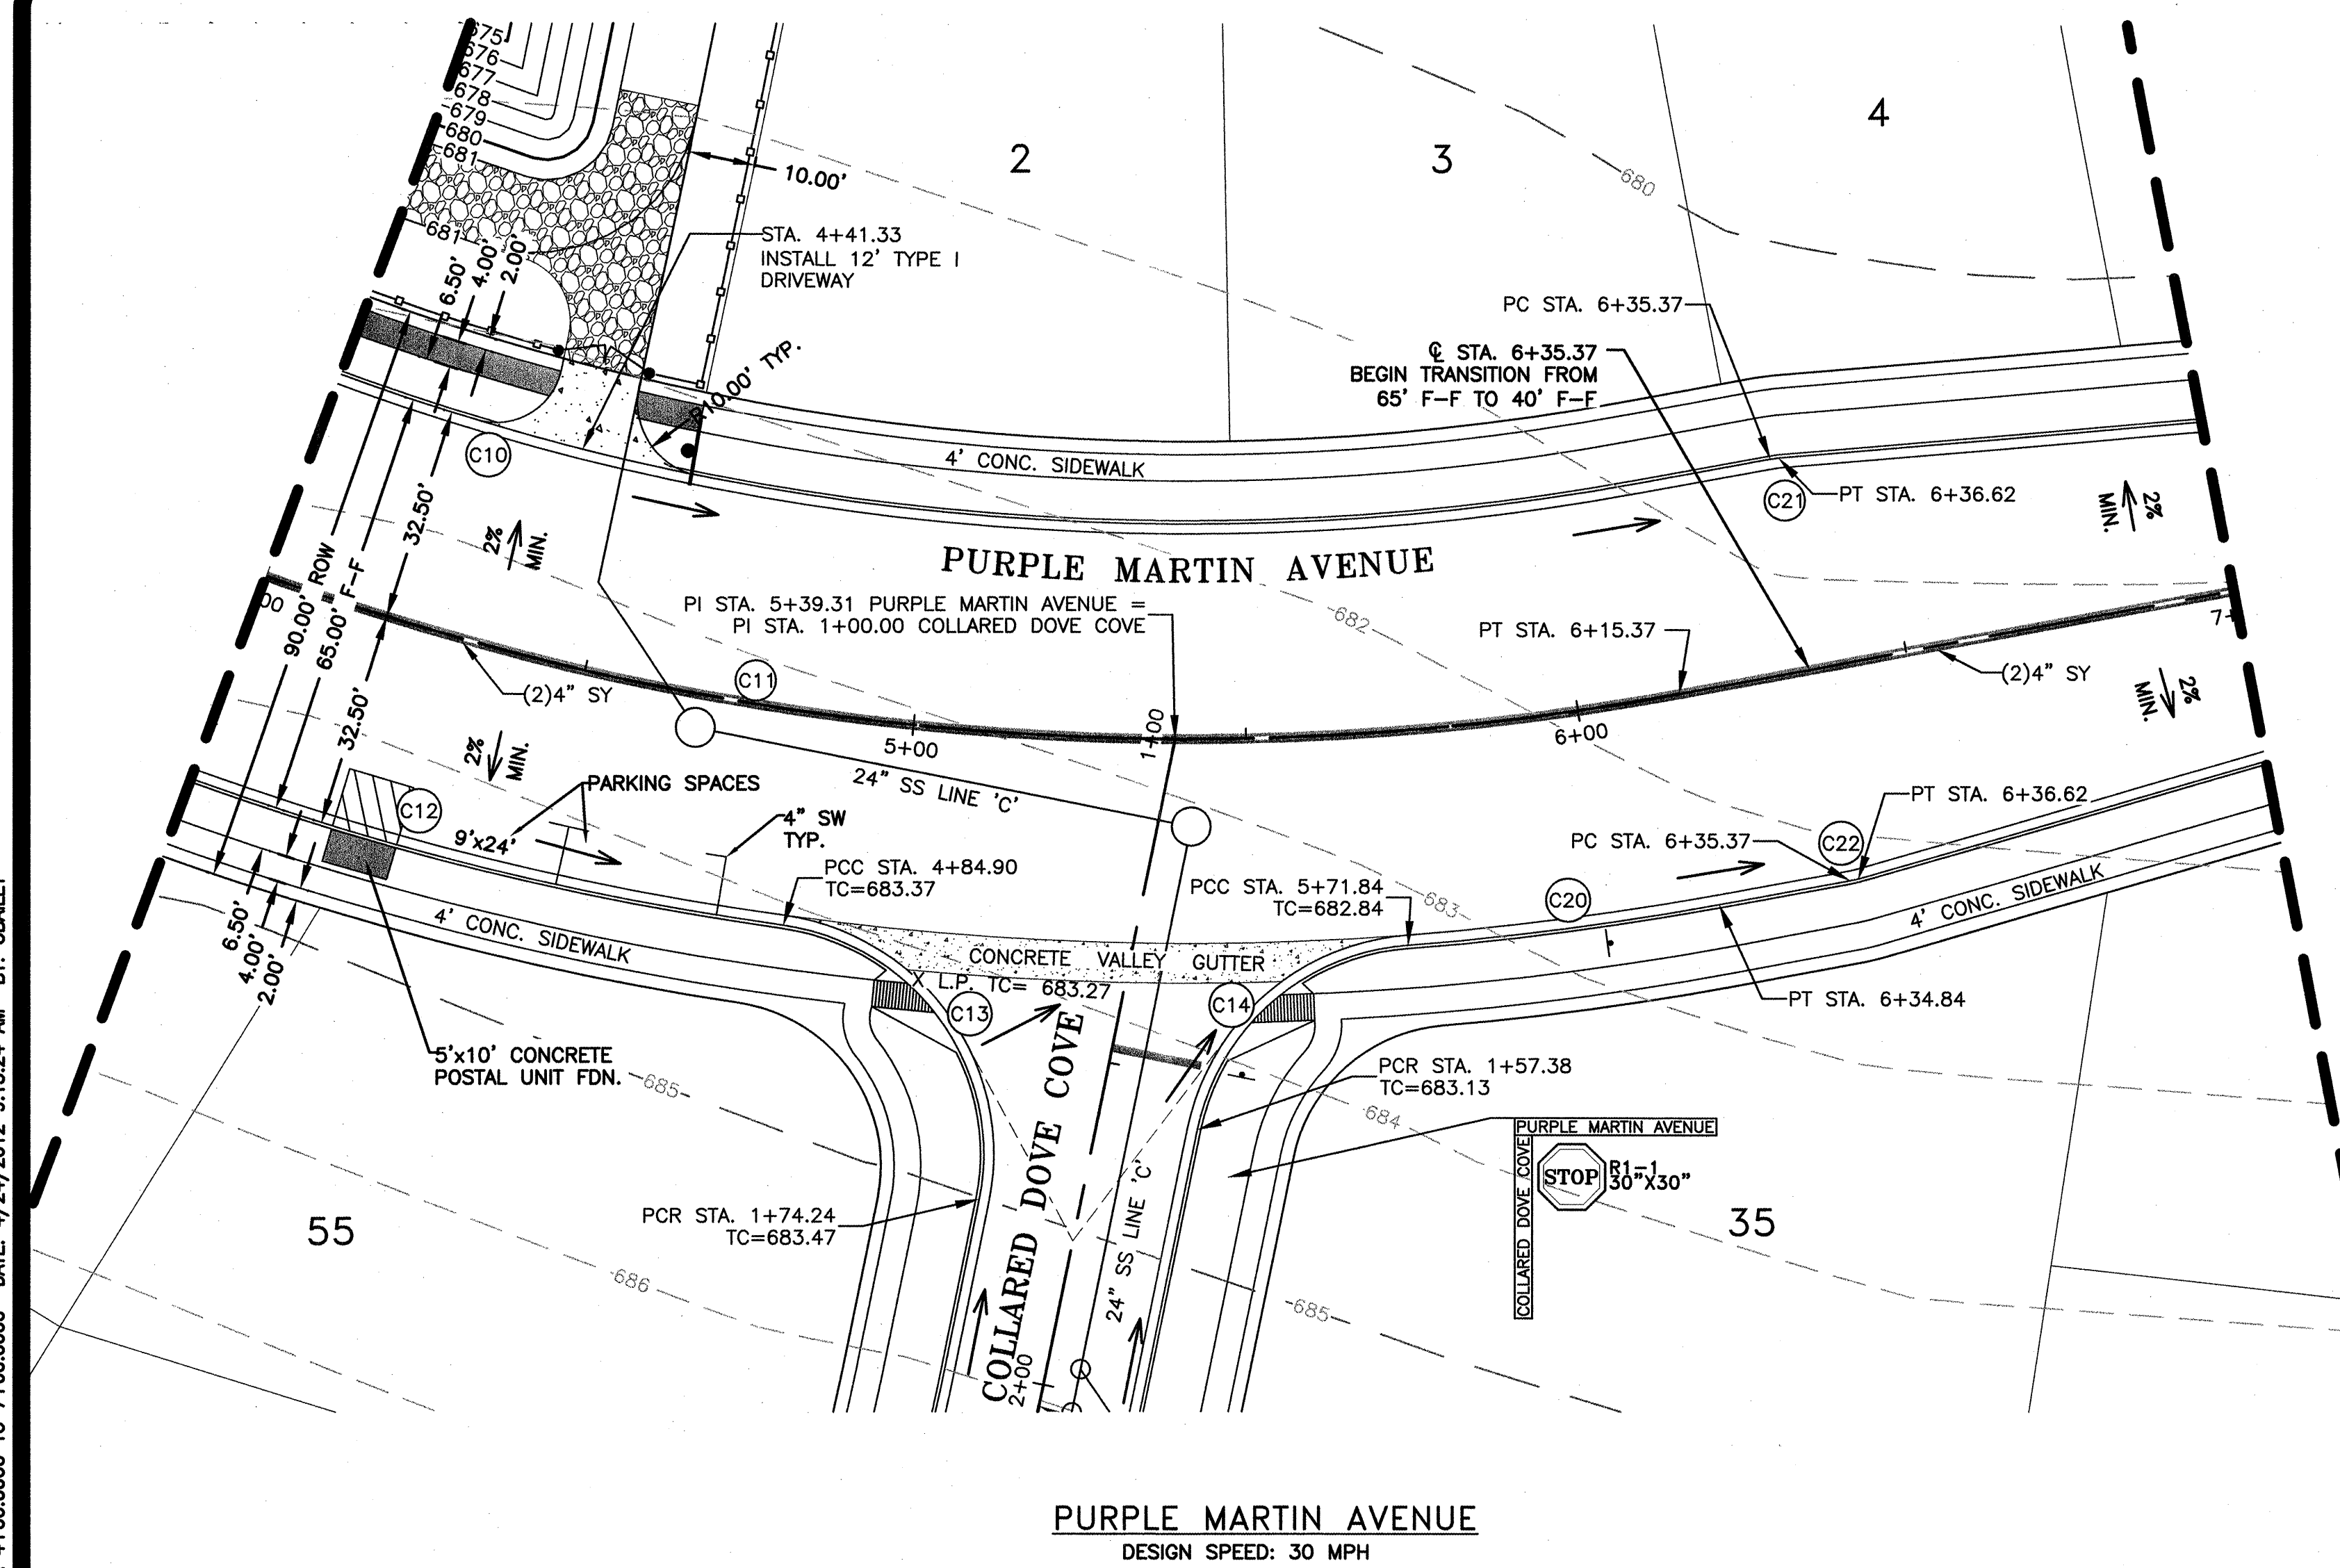 675
676
677
678
679
680
681
681
6.50'
4.00'
2.00'
10.00'
STA. 4+41.33
INSTALL 12' TYPE I
DRIVEWAY
R10.00' TYP.
2
3
4
680
PC STA. 6+35.37
℄ STA. 6+35.37
BEGIN TRANSITION FROM
65' F-F TO 40' F-F
C10
4' CONC. SIDEWALK
C21
PT STA. 6+36.62
2%
MIN.
32.50'
2%
MIN.
90.00' ROW
65.00' F-F
PURPLE MARTIN AVENUE
00
PI STA. 5+39.31 PURPLE MARTIN AVENUE =
PI STA. 1+00.00 COLLARED DOVE COVE
682
PT STA. 6+15.37
7+
(2)4" SY
C11
(2)4" SY
32.50'
2%
MIN.
5+00
1+00
6+00
2%
MIN.
24" SS LINE 'C'
PARKING SPACES
C12
9'x24'
4" SW
TYP.
PCC STA. 4+84.90
TC=683.37
PCC STA. 5+71.84
TC=682.84
683
PC STA. 6+35.37
C22
PT STA. 6+36.62
C20
4' CONC. SIDEWALK
6.50'
4.00'
2.00'
4' CONC. SIDEWALK
CONCRETE VALLEY GUTTER
X L.P. TC= 683.27
C13
C14
PT STA. 6+34.84
5'x10' CONCRETE
POSTAL UNIT FDN.
685
COLLARED DOVE COVE
PCR STA. 1+57.38
TC=683.13
684
PURPLE MARTIN AVENUE
COLLARED DOVE COVE
STOP
R1-1
30"X30"
55
PCR STA. 1+74.24
TC=683.47
24" SS LINE 'C'
35
686
685
2+00
PURPLE MARTIN AVENUE
DESIGN SPEED: 30 MPH